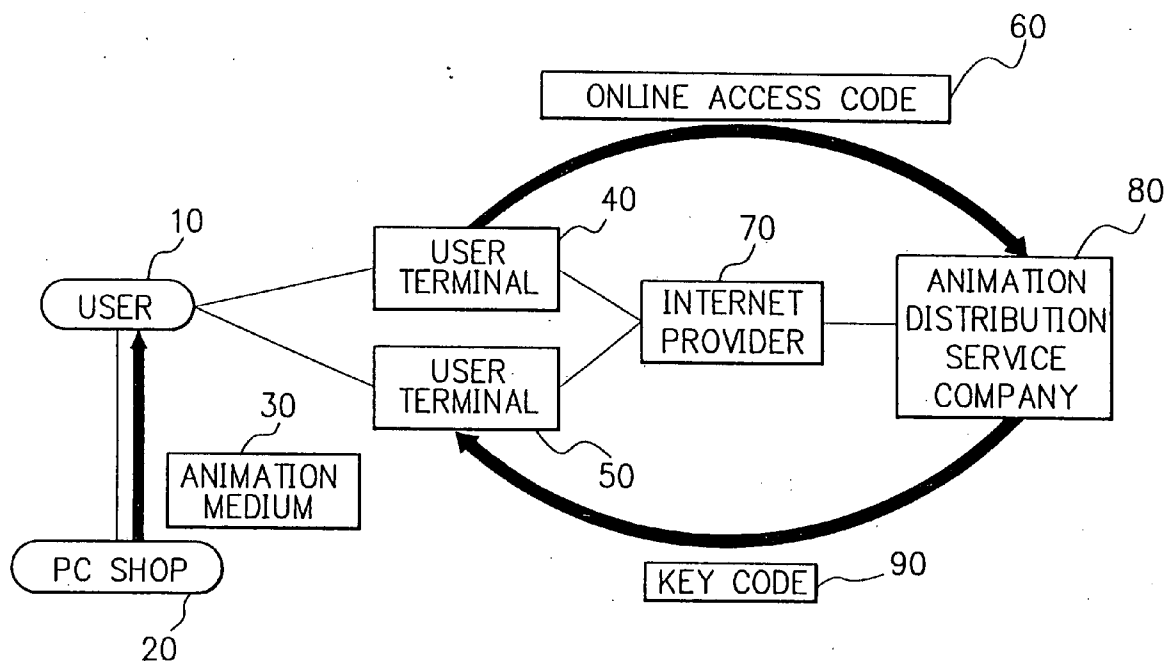 60
ONLINE ACCESS CODE
10
USER
40
USER
TERMINAL
70
INTERNET
PROVIDER
80
ANIMATION
DISTRIBUTION
SERVICE
COMPANY
USER
TERMINAL
50
30
ANIMATION
MEDIUM
PC SHOP
20
KEY CODE
90